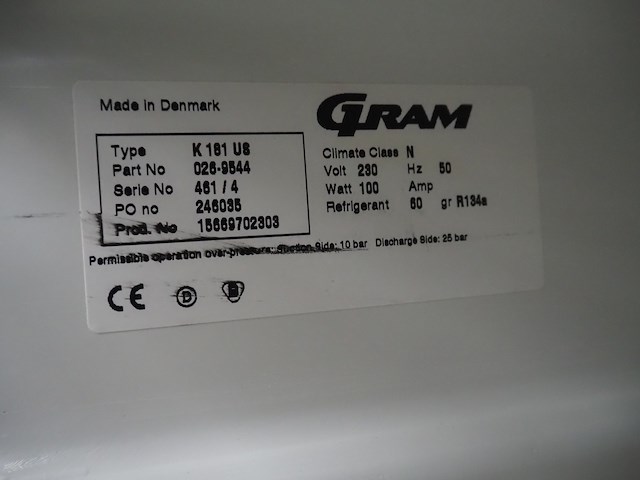 Made in Denmark
GRAM
Type K 181 US
Part No 026-9544
Serie No 461 / 4
PO no 246035
Prod. No 15669702303
Climate Class N
Volt 230 Hz 50
Watt 100 Amp
Refrigerant 60 gr R134a
Permissible operation over-pressure: Suction Side: 10 bar Discharge Side: 25 bar
CE
D